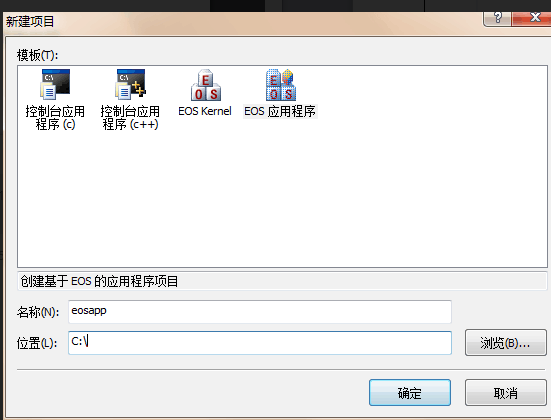 新建项目
模板(T):
控制台应用
程序 (c)
控制台应用
程序 (c++)
EOS Kernel
EOS 应用程序
创建基于 EOS 的应用程序项目
名称(N):
eosapp
位置(L):
C:\
浏览(B)...
确定
取消